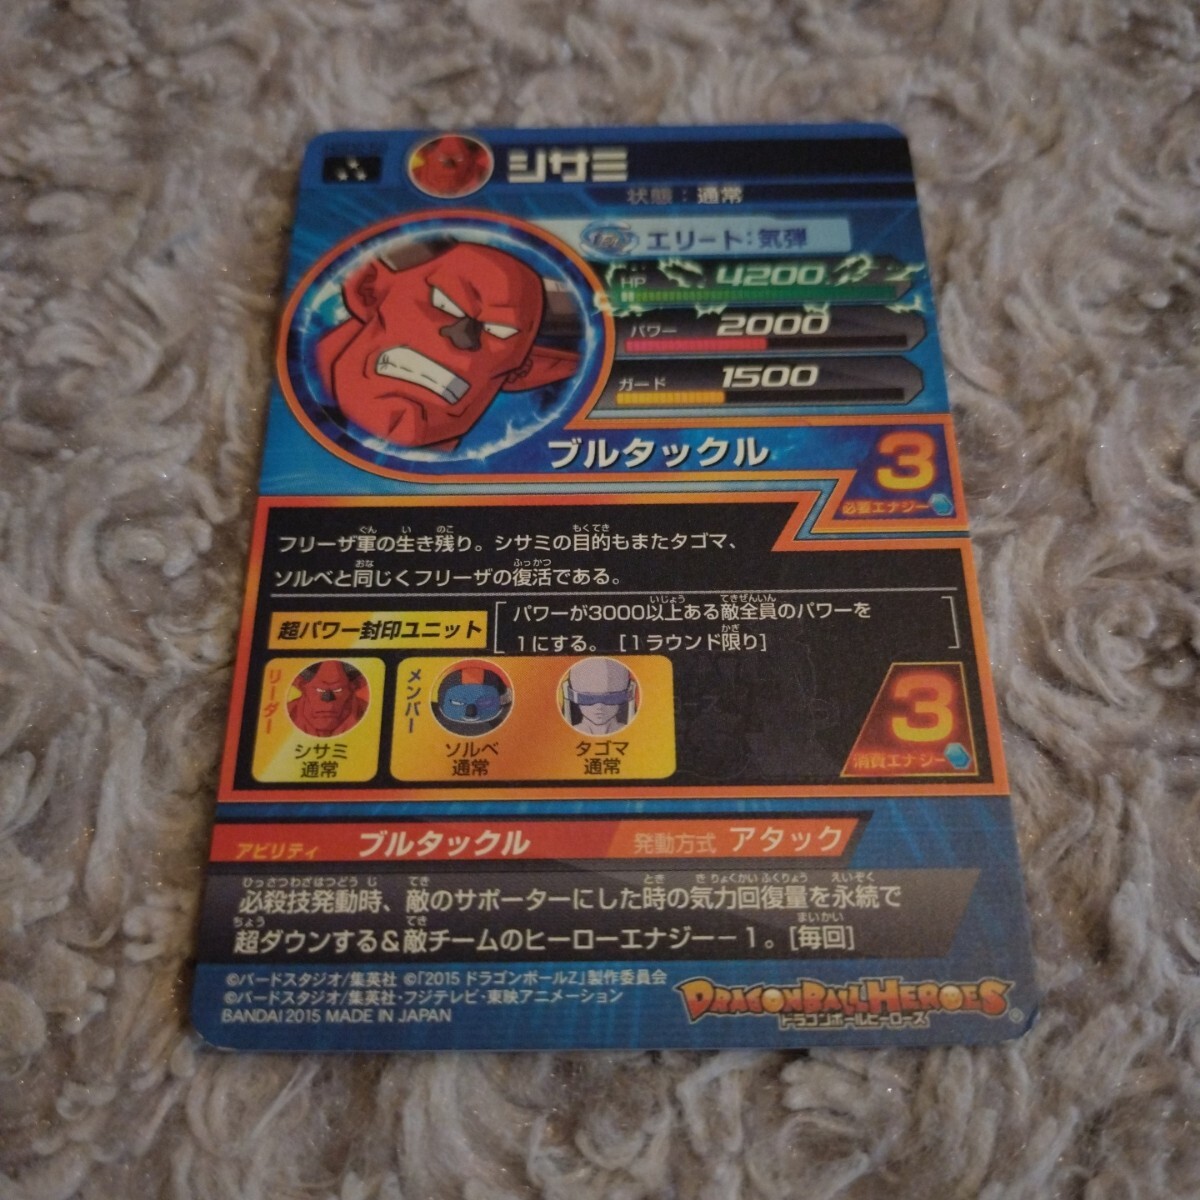 シサミ
状態：通常
エリート：気弾
HP 4200
パワー 2000
ガード 1500
ブルタックル
3
必要エナジー
フリーザ軍の生き残り。シサミの目的もまたタゴマ、
ソルベと同じくフリーザの復活である。
超パワー封印ユニット
パワーが3000以上ある敵全員のパワーを
1にする。［1ラウンド限り］
リーダー
シサミ
通常
メンバー
ソルベ
通常
タゴマ
通常
3
消費エナジー
アビリティ ブルタックル 発動方式 アタック
必殺技発動時、敵のサポーターにした時の気力回復量を永続で
超ダウンする＆敵チームのヒーローエナジー－1。［毎回］
©バードスタジオ/集英社 ©「2015 ドラゴンボールZ」製作委員会
©バードスタジオ/集英社・フジテレビ・東映アニメーション
BANDAI 2015 MADE IN JAPAN
DRAGONBALL HEROES
ドラゴンボールヒーローズ